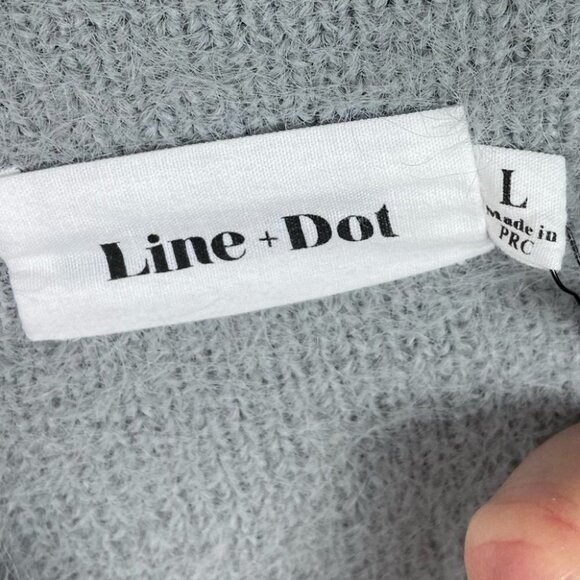 Line + Dot
L
Made in
PRC